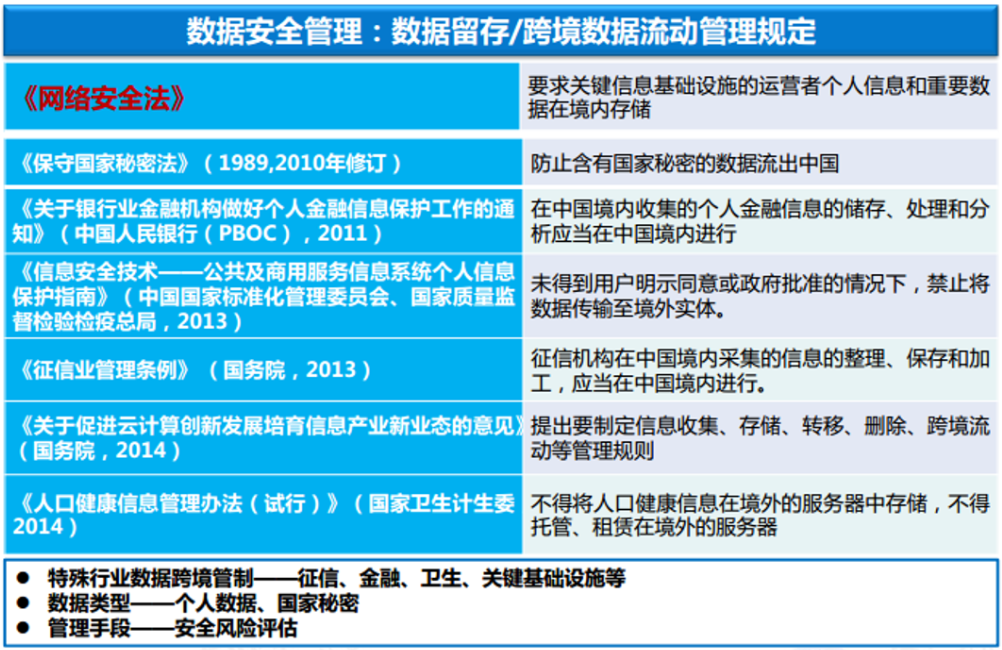 数据安全管理：数据留存/跨境数据流动管理规定
《网络安全法》
要求关键信息基础设施的运营者个人信息和重要数
据在境内存储
《保守国家秘密法》（1989,2010年修订）
防止含有国家秘密的数据流出中国
《关于银行业金融机构做好个人金融信息保护工作的通
知》（中国人民银行（PBOC），2011）
在中国境内收集的个人金融信息的储存、处理和分
析应当在中国境内进行
《信息安全技术——公共及商用服务信息系统个人信息
保护指南》（中国国家标准化管理委员会、国家质量监
督检验检疫总局，2013）
未得到用户明示同意或政府批准的情况下，禁止将
数据传输至境外实体。
《征信业管理条例》（国务院，2013）
征信机构在中国境内采集的信息的整理、保存和加
工，应当在中国境内进行。
《关于促进云计算创新发展培育信息产业新业态的意见》
（国务院，2014）
提出要制定信息收集、存储、转移、删除、跨境流
动等管理规则
《人口健康信息管理办法（试行）》（国家卫生计生委
2014）
不得将人口健康信息在境外的服务器中存储，不得
托管、租赁在境外的服务器
● 特殊行业数据跨境管制——征信、金融、卫生、关键基础设施等
● 数据类型——个人数据、国家秘密
● 管理手段——安全风险评估